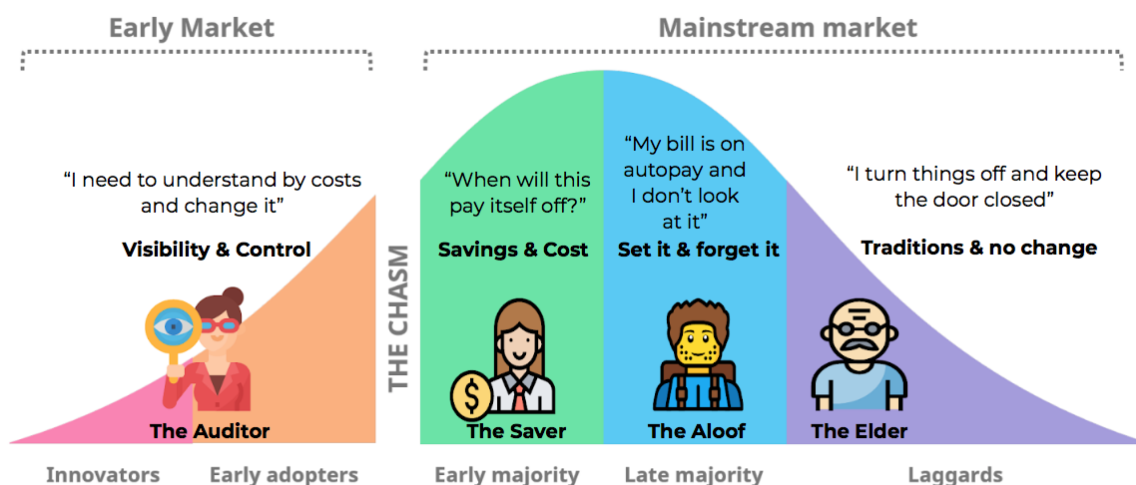 Early Market
Mainstream market
“I need to understand by costs
and change it”
Visibility & Control
THE CHASM
“When will this
pay itself off?”
Savings & Cost
“My bill is on
autopay and
I don’t look
at it”
Set it & forget it
“I turn things off and keep
the door closed”
Traditions & no change
$
The Auditor
The Saver
The Aloof
The Elder
Innovators
Early adopters
Early majority
Late majority
Laggards